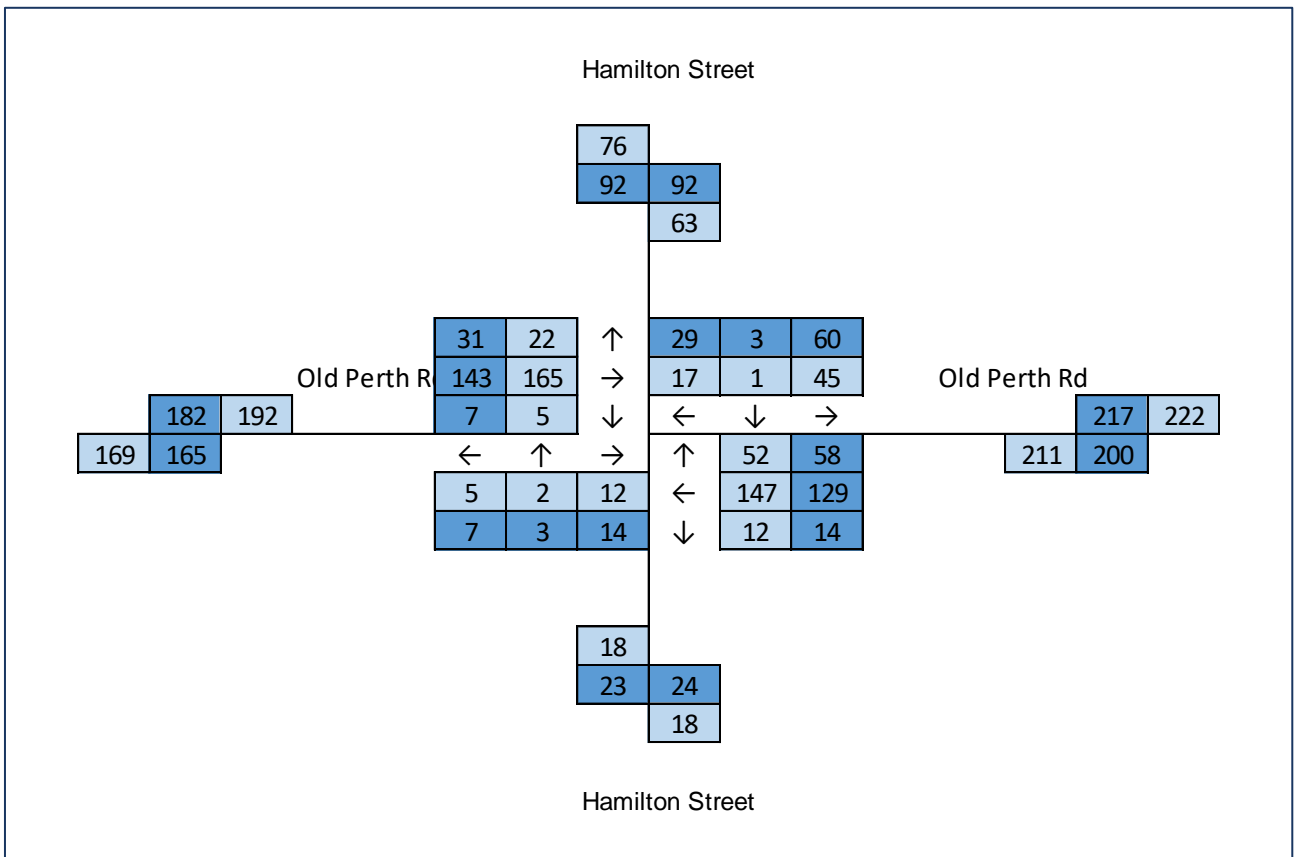 Hamilton Street
76
92 92
63
31 22 ↑ 29 3 60
Old Perth R 143 165 → 17 1 45 Old Perth Rd
182 192 7 5 ↓ ← ↓ → 217 222
169 165 ← ↑ → ↑ 52 58 211 200
5 2 12 ← 147 129
7 3 14 ↓ 12 14
18
23 24
18
Hamilton Street